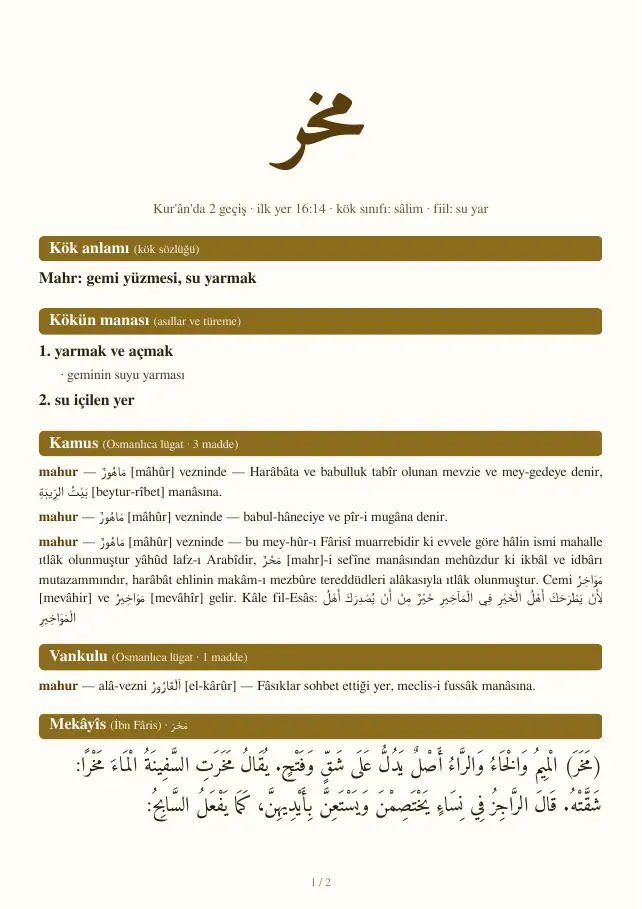 مخر
Kur'ân'da 2 geçiş · ilk yer 16:14 · kök sınıfı: sâlim · fiil: su yar
Kök anlamı (kök sözlüğü)
Mahr: gemi yüzmesi, su yarmak
Kökün manası (asıllar ve türeme)
1. yarmak ve açmak
· geminin suyu yarması
2. su içilen yer
Kamus (Osmanlıca lügat · 3 madde)
mahur — مَاهُورٌ [mâhûr] vezninde — Harâbâta ve babulluk tabîr olunan mevzie ve mey-gedeye denir,
بَيْتُ الرِّيبَةِ [beytur-rîbet] manâsına.
mahur — مَاهُورٌ [mâhûr] vezninde — babul-hâneciye ve pîr-i mugâna denir.
mahur — مَاهُورٌ [mâhûr] vezninde — bu mey-hûr-ı Fârisî muarrebidir ki evvele göre hâlin ismi mahalle
ıtlâk olunmuştur yâhûd lafz-ı Arabîdir, مَخْرٌ [mahr]-i sefîne manâsından mehûzdur ki ikbâl ve idbârı
mutazammındır, harâbât ehlinin makâm-ı mezbûre tereddüdleri alâkasıyla ıtlâk olunmuştur. Cemi مَوَاخِرُ
[mevâhir] ve مَوَاخِيرُ [mevâhîr] gelir. Kâle fil-Esâs: لَأَنْ يَطْرَحَكَ أَهْلُ الْخَيْرِ فِى الْمَآخِيرِ خَيْرٌ مِنْ أَنْ يُصْدِرَكَ أَهْلُ
الْمَوَاخِيرِ
Vankulu (Osmanlıca lügat · 1 madde)
mahur — alâ-vezni اَلْقَارُورُ [el-kârûr] — Fâsıklar sohbet ettiği yer, meclis-i fussâk manâsına.
Mekâyîs (İbn Fâris) · مَخَرَ
(مَخَرَ) الْمِيمُ وَالْخَاءُ وَالرَّاءُ أَصْلٌ يَدُلُّ عَلَى شَقٍّ وَفَتْحٍ. يُقَالُ مَخَرَتِ السَّفِينَةُ الْمَاءَ مَخْرًا:
شَقَّتْهُ. قَالَ الرَّاجِزُ فِي نِسَاءٍ يَخْتَصِمْنَ وَيَسْتَعِنَّ بِأَيْدِيهِنَّ، كَمَا يَفْعَلُ السَّابِحُ:
1 / 2